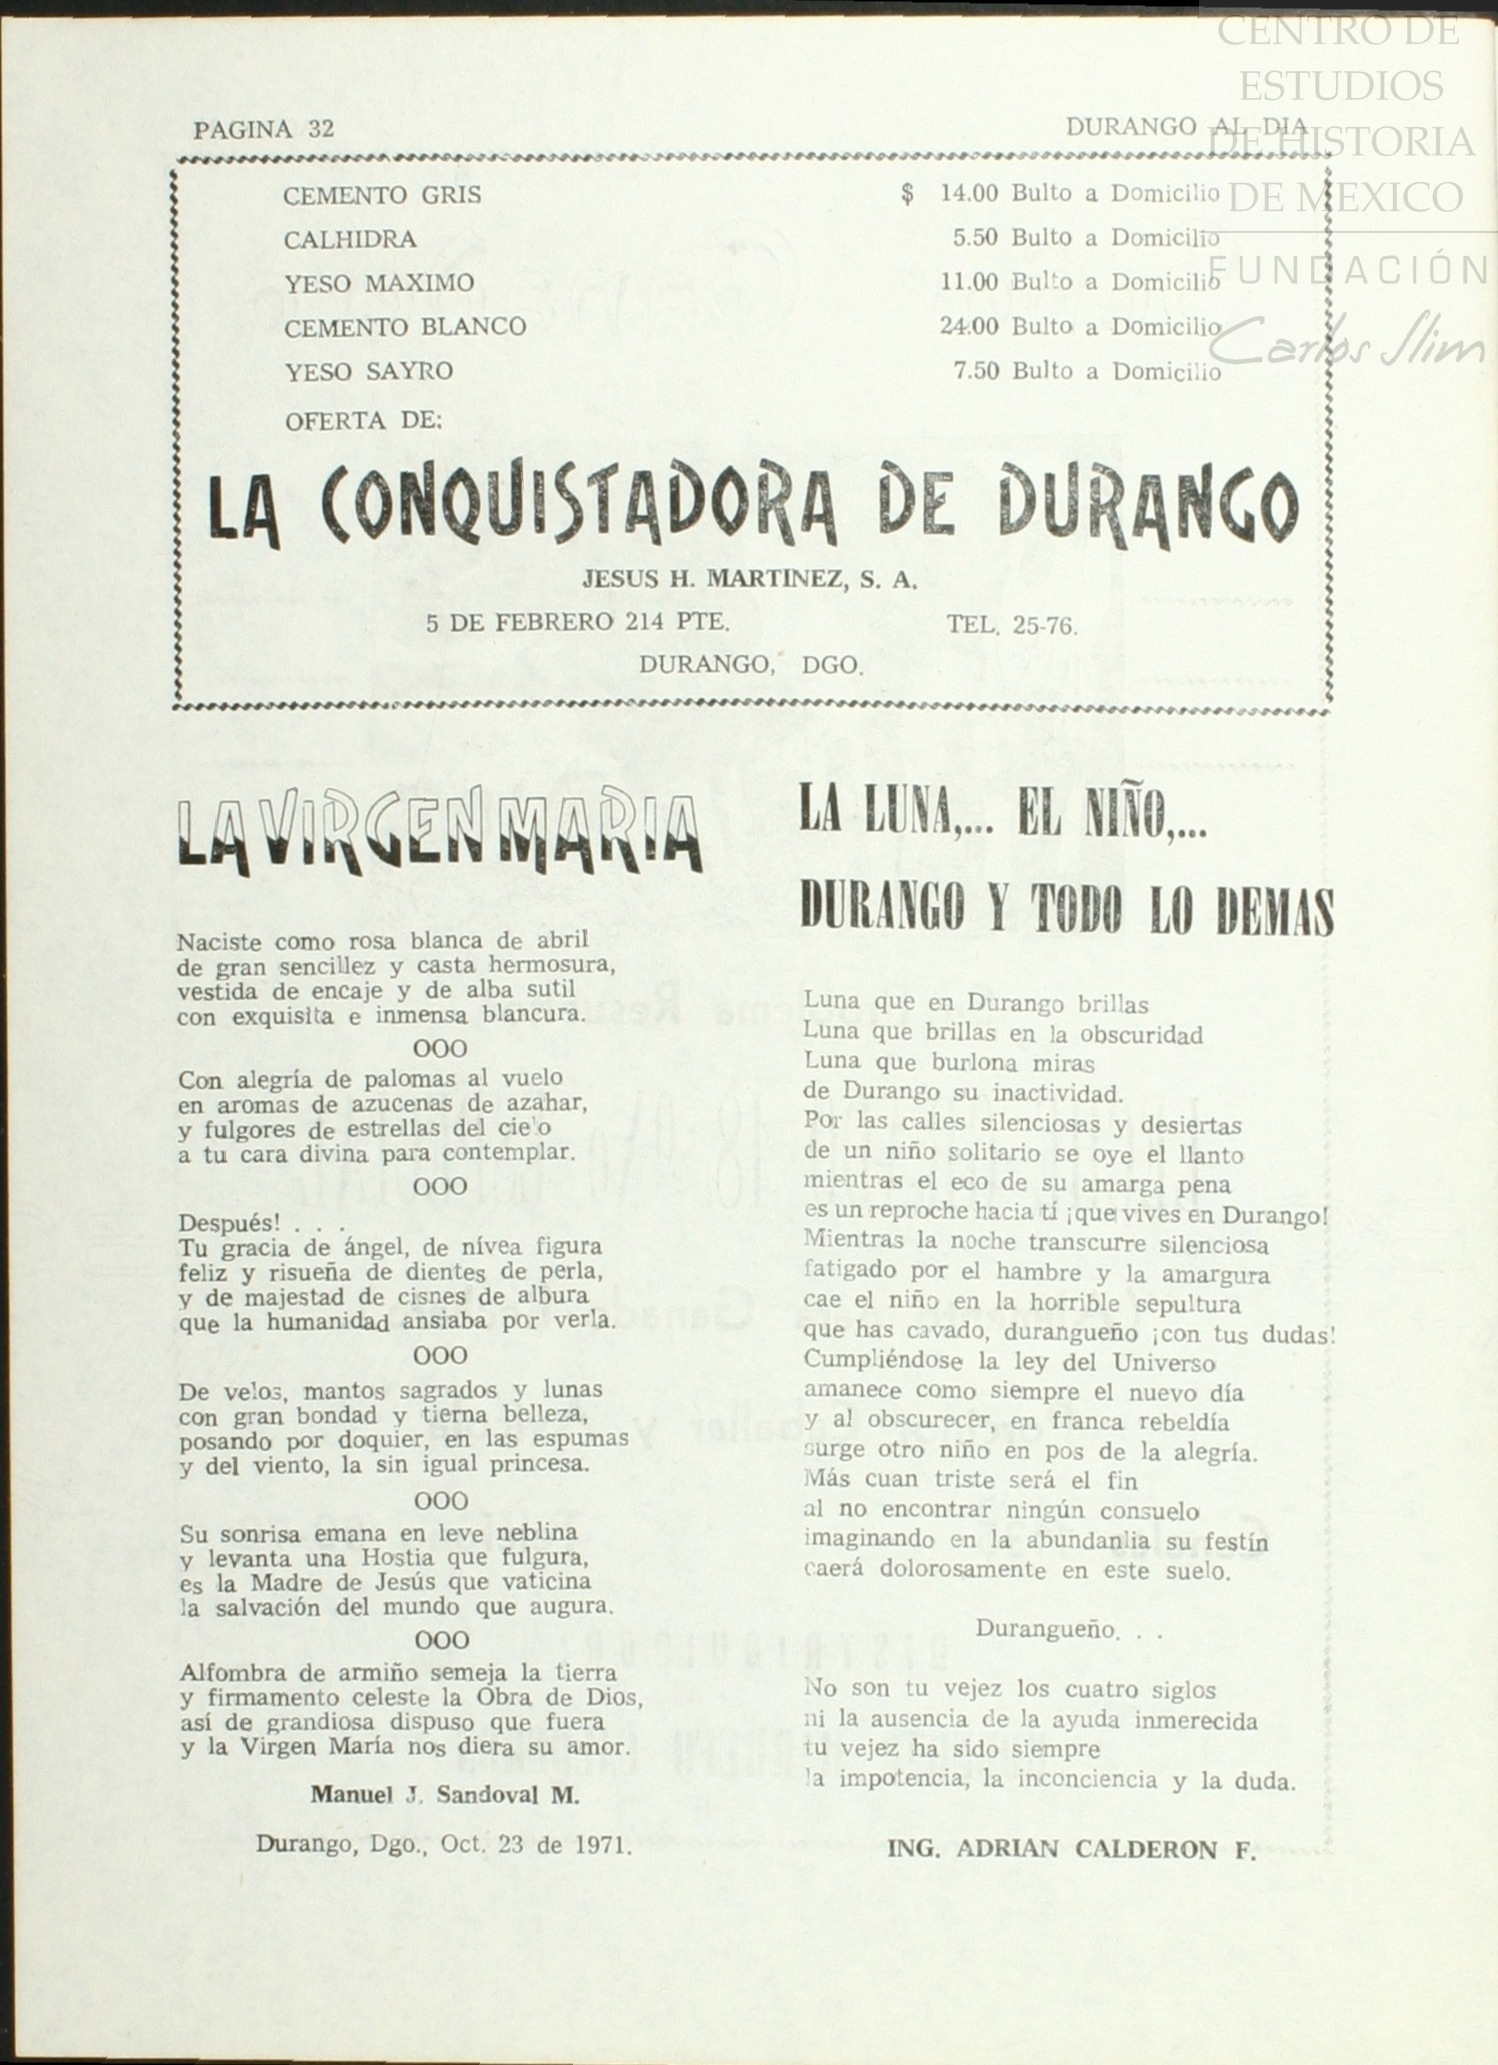 CENTRO DE
ESTUDIOS
DE HISTORIA
DE MEXICO
FUNDACIÓN
Carlos Slim
PAGINA 32 DURANGO AL DIA
CEMENTO GRIS $ 14.00 Bulto a Domicilio
CALHIDRA 5.50 Bulto a Domicilio
YESO MAXIMO 11.00 Bulto a Domicilio
CEMENTO BLANCO 24.00 Bulto a Domicilio
YESO SAYRO 7.50 Bulto a Domicilio
OFERTA DE:
LA CONQUISTADORA DE DURANGO
JESUS H. MARTINEZ, S. A.
5 DE FEBRERO 214 PTE. TEL. 25-76.
DURANGO, DGO.
LA VIRGEN MARIA
Naciste como rosa blanca de abril
de gran sencillez y casta hermosura,
vestida de encaje y de alba sutil
con exquisita e inmensa blancura.
OOO
Con alegría de palomas al vuelo
en aromas de azucenas de azahar,
y fulgores de estrellas del cielo
a tu cara divina para contemplar.
OOO
Después! . . .
Tu gracia de ángel, de nívea figura
feliz y risueña de dientes de perla,
y de majestad de cisnes de albura
que la humanidad ansiaba por verla.
OOO
De velos, mantos sagrados y lunas
con gran bondad y tierna belleza,
posando por doquier, en las espumas
y del viento, la sin igual princesa.
OOO
Su sonrisa emana en leve neblina
y levanta una Hostia que fulgura,
es la Madre de Jesús que vaticina
la salvación del mundo que augura.
OOO
Alfombra de armiño semeja la tierra
y firmamento celeste la Obra de Dios,
así de grandiosa dispuso que fuera
y la Virgen María nos diera su amor.
Manuel J. Sandoval M.
Durango, Dgo., Oct. 23 de 1971.
LA LUNA,... EL NIÑO,...
DURANGO Y TODO LO DEMAS
Luna que en Durango brillas
Luna que brillas en la obscuridad
Luna que burlona miras
de Durango su inactividad.
Por las calles silenciosas y desiertas
de un niño solitario se oye el llanto
mientras el eco de su amarga pena
es un reproche hacia tí ¡que vives en Durango!
Mientras la noche transcurre silenciosa
fatigado por el hambre y la amargura
cae el niño en la horrible sepultura
que has cavado, durangueño ¡con tus dudas!
Cumpliéndose la ley del Universo
amanece como siempre el nuevo día
y al obscurecer, en franca rebeldía
surge otro niño en pos de la alegría.
Más cuan triste será el fin
al no encontrar ningún consuelo
imaginando en la abundanlia su festín
caerá dolorosamente en este suelo.
Durangueño. . .
No son tu vejez los cuatro siglos
ni la ausencia de la ayuda inmerecida
tu vejez ha sido siempre
la impotencia, la inconciencia y la duda.
ING. ADRIAN CALDERON F.